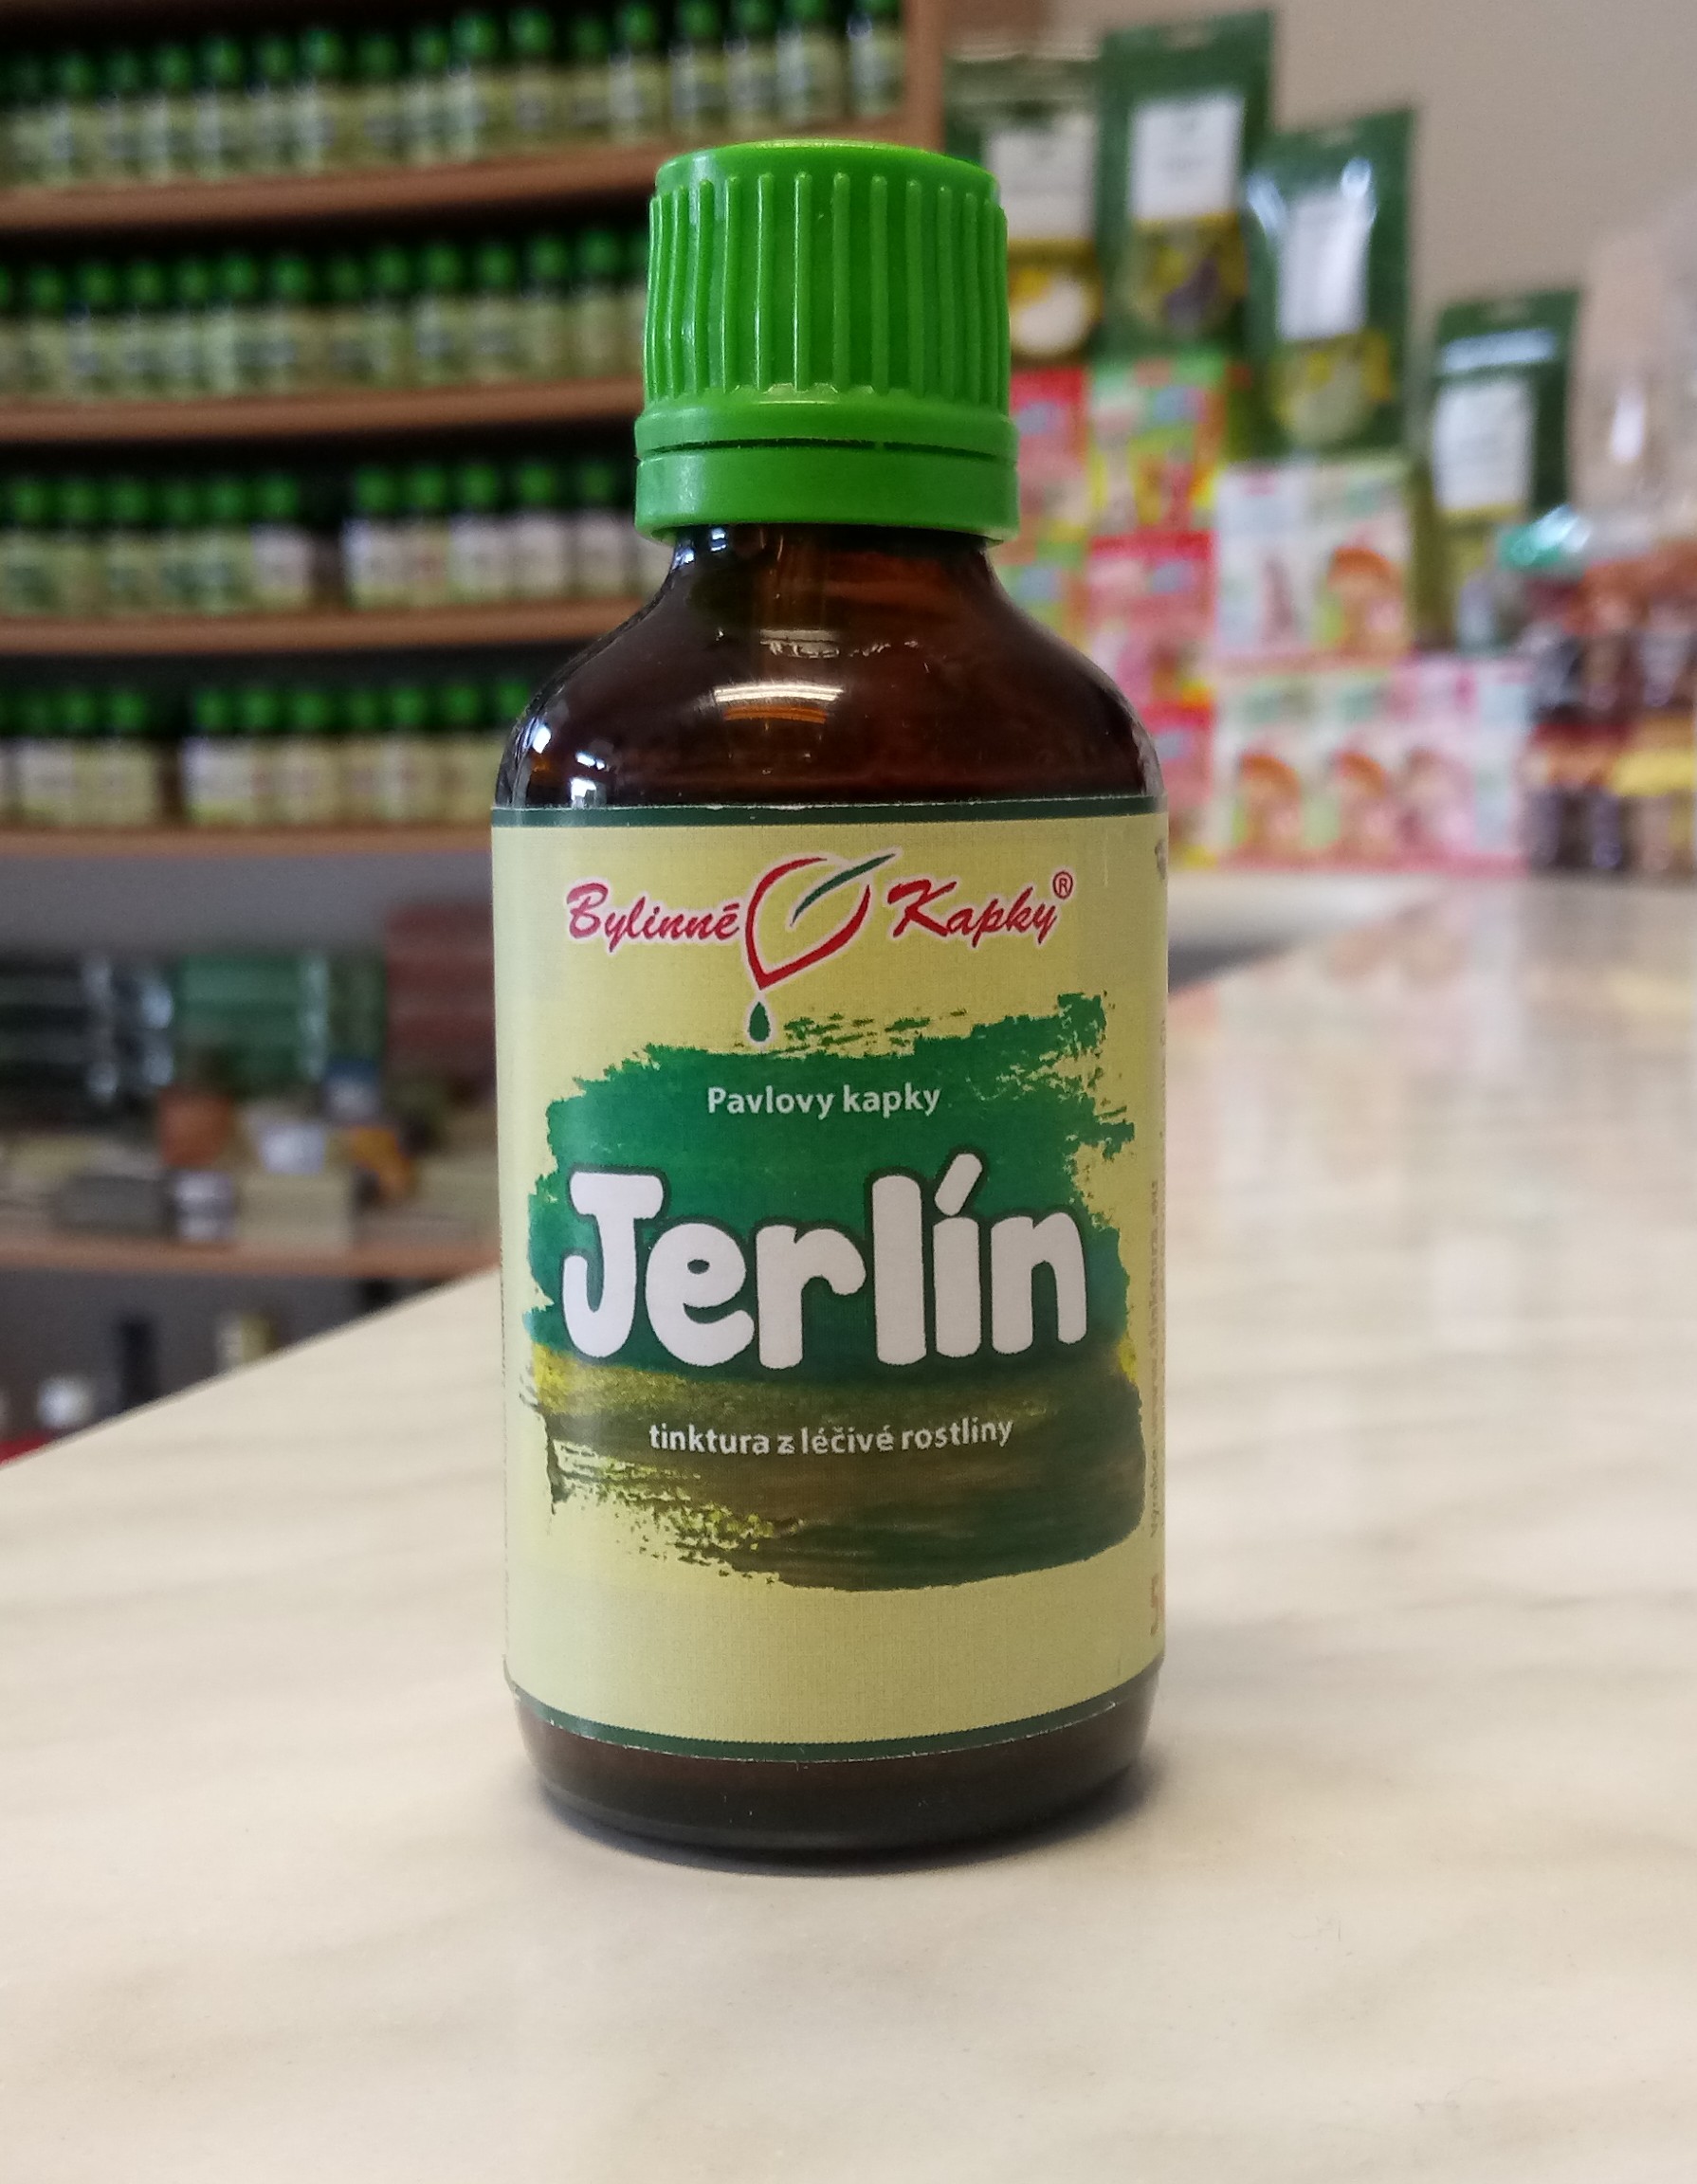 Bylinné Kapky®
Pavlovy kapky
Jerlín
tinktura z léčivé rostliny